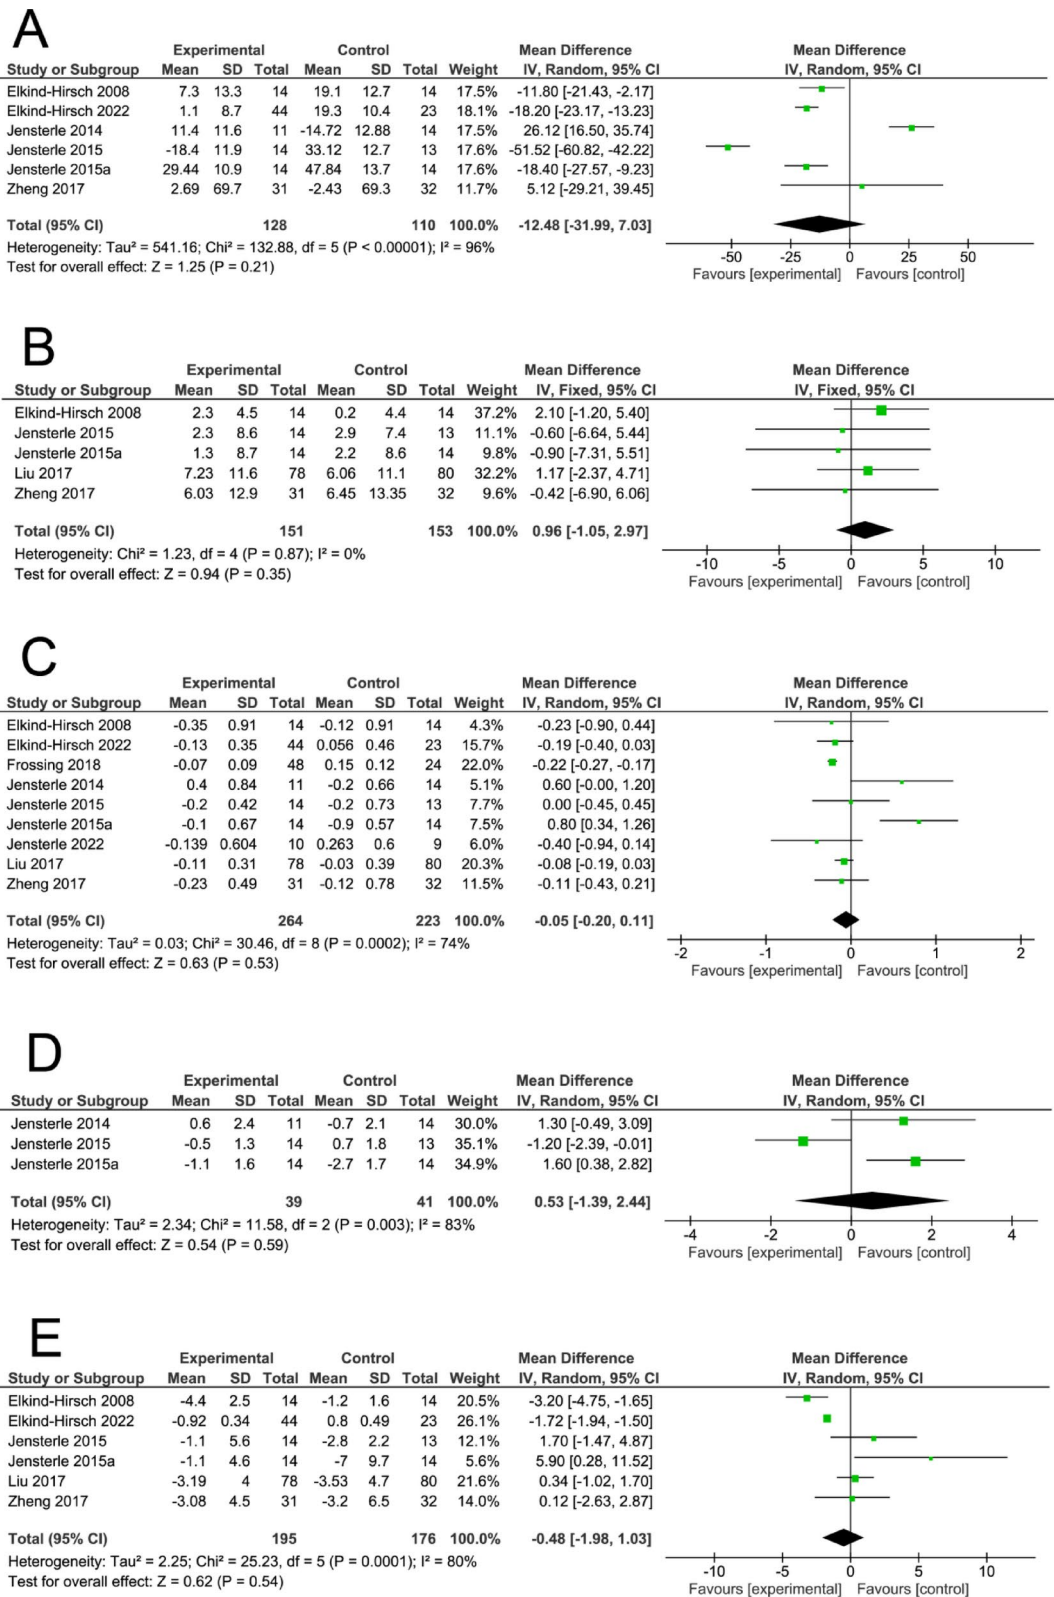 A
Experimental Control Mean Difference Mean Difference
Study or Subgroup Mean SD Total Mean SD Total Weight IV, Random, 95% CI IV, Random, 95% CI
Elkind-Hirsch 2008 7.3 13.3 14 19.1 12.7 14 17.5% -11.80 [-21.43, -2.17]
Elkind-Hirsch 2022 1.1 8.7 44 19.3 10.4 23 18.1% -18.20 [-23.17, -13.23]
Jensterle 2014 11.4 11.6 11 -14.72 12.88 14 17.5% 26.12 [16.50, 35.74]
Jensterle 2015 -18.4 11.9 14 33.12 12.7 13 17.6% -51.52 [-60.82, -42.22]
Jensterle 2015a 29.44 10.9 14 47.84 13.7 14 17.6% -18.40 [-27.57, -9.23]
Zheng 2017 2.69 69.7 31 -2.43 69.3 32 11.7% 5.12 [-29.21, 39.45]
Total (95% CI) 128 110 100.0% -12.48 [-31.99, 7.03]
Heterogeneity: Tau² = 541.16; Chi² = 132.88, df = 5 (P < 0.00001); I² = 96%
Test for overall effect: Z = 1.25 (P = 0.21)
-50 -25 0 25 50
Favours [experimental] Favours [control]
B
Experimental Control Mean Difference Mean Difference
Study or Subgroup Mean SD Total Mean SD Total Weight IV, Fixed, 95% CI IV, Fixed, 95% CI
Elkind-Hirsch 2008 2.3 4.5 14 0.2 4.4 14 37.2% 2.10 [-1.20, 5.40]
Jensterle 2015 2.3 8.6 14 2.9 7.4 13 11.1% -0.60 [-6.64, 5.44]
Jensterle 2015a 1.3 8.7 14 2.2 8.6 14 9.8% -0.90 [-7.31, 5.51]
Liu 2017 7.23 11.6 78 6.06 11.1 80 32.2% 1.17 [-2.37, 4.71]
Zheng 2017 6.03 12.9 31 6.45 13.35 32 9.6% -0.42 [-6.90, 6.06]
Total (95% CI) 151 153 100.0% 0.96 [-1.05, 2.97]
Heterogeneity: Chi² = 1.23, df = 4 (P = 0.87); I² = 0%
Test for overall effect: Z = 0.94 (P = 0.35)
-10 -5 0 5 10
Favours [experimental] Favours [control]
C
Experimental Control Mean Difference Mean Difference
Study or Subgroup Mean SD Total Mean SD Total Weight IV, Random, 95% CI IV, Random, 95% CI
Elkind-Hirsch 2008 -0.35 0.91 14 -0.12 0.91 14 4.3% -0.23 [-0.90, 0.44]
Elkind-Hirsch 2022 -0.13 0.35 44 0.056 0.46 23 15.7% -0.19 [-0.40, 0.03]
Frossing 2018 -0.07 0.09 48 0.15 0.12 24 22.0% -0.22 [-0.27, -0.17]
Jensterle 2014 0.4 0.84 11 -0.2 0.66 14 5.1% 0.60 [-0.00, 1.20]
Jensterle 2015 -0.2 0.42 14 -0.2 0.73 13 7.7% 0.00 [-0.45, 0.45]
Jensterle 2015a -0.1 0.67 14 -0.9 0.57 14 7.5% 0.80 [0.34, 1.26]
Jensterle 2022 -0.139 0.604 10 0.263 0.6 9 6.0% -0.40 [-0.94, 0.14]
Liu 2017 -0.11 0.31 78 -0.03 0.39 80 20.3% -0.08 [-0.19, 0.03]
Zheng 2017 -0.23 0.49 31 -0.12 0.78 32 11.5% -0.11 [-0.43, 0.21]
Total (95% CI) 264 223 100.0% -0.05 [-0.20, 0.11]
Heterogeneity: Tau² = 0.03; Chi² = 30.46, df = 8 (P = 0.0002); I² = 74%
Test for overall effect: Z = 0.63 (P = 0.53)
-2 -1 0 1 2
Favours [experimental] Favours [control]
D
Experimental Control Mean Difference Mean Difference
Study or Subgroup Mean SD Total Mean SD Total Weight IV, Random, 95% CI IV, Random, 95% CI
Jensterle 2014 0.6 2.4 11 -0.7 2.1 14 30.0% 1.30 [-0.49, 3.09]
Jensterle 2015 -0.5 1.3 14 0.7 1.8 13 35.1% -1.20 [-2.39, -0.01]
Jensterle 2015a -1.1 1.6 14 -2.7 1.7 14 34.9% 1.60 [0.38, 2.82]
Total (95% CI) 39 41 100.0% 0.53 [-1.39, 2.44]
Heterogeneity: Tau² = 2.34; Chi² = 11.58, df = 2 (P = 0.003); I² = 83%
Test for overall effect: Z = 0.54 (P = 0.59)
-4 -2 0 2 4
Favours [experimental] Favours [control]
E
Experimental Control Mean Difference Mean Difference
Study or Subgroup Mean SD Total Mean SD Total Weight IV, Random, 95% CI IV, Random, 95% CI
Elkind-Hirsch 2008 -4.4 2.5 14 -1.2 1.6 14 20.5% -3.20 [-4.75, -1.65]
Elkind-Hirsch 2022 -0.92 0.34 44 0.8 0.49 23 26.1% -1.72 [-1.94, -1.50]
Jensterle 2015 -1.1 5.6 14 -2.8 2.2 13 12.1% 1.70 [-1.47, 4.87]
Jensterle 2015a -1.1 4.6 14 -7 9.7 14 5.6% 5.90 [0.28, 11.52]
Liu 2017 -3.19 4 78 -3.53 4.7 80 21.6% 0.34 [-1.02, 1.70]
Zheng 2017 -3.08 4.5 31 -3.2 6.5 32 14.0% 0.12 [-2.63, 2.87]
Total (95% CI) 195 176 100.0% -0.48 [-1.98, 1.03]
Heterogeneity: Tau² = 2.25; Chi² = 25.23, df = 5 (P = 0.0001); I² = 80%
Test for overall effect: Z = 0.62 (P = 0.54)
-10 -5 0 5 10
Favours [experimental] Favours [control]